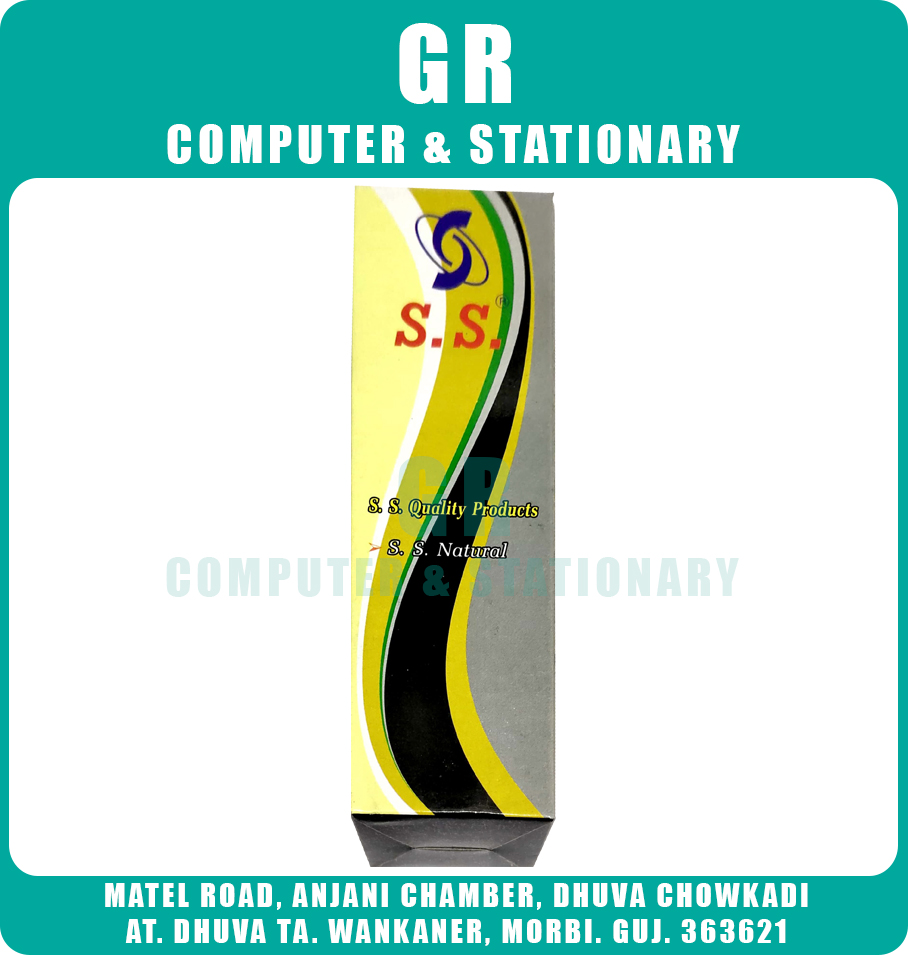 GR
COMPUTER & STATIONARY
S.S.®
GR
S. S. Quality Products
S. S. Natural
COMPUTER & STATIONARY
MATEL ROAD, ANJANI CHAMBER, DHUVA CHOWKADI
AT. DHUVA TA. WANKANER, MORBI. GUJ. 363621